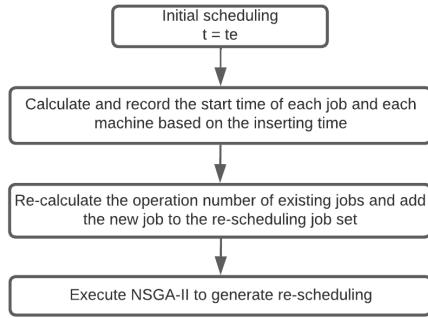 Initial scheduling
t = te
Calculate and record the start time of each job and each
machine based on the inserting time
Re-calculate the operation number of existing jobs and add
the new job to the re-scheduling job set
Execute NSGA-II to generate re-scheduling